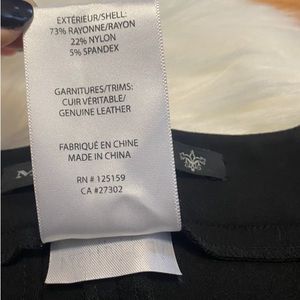 EXTÉRIEUR/SHELL:
73% RAYONNE/RAYON
22% NYLON
5% SPANDEX
GARNITURES/TRIMS:
CUIR VÉRITABLE/
GENUINE LEATHER
FABRIQUÉ EN CHINE
MADE IN CHINA
RN # 125159
CA #27302